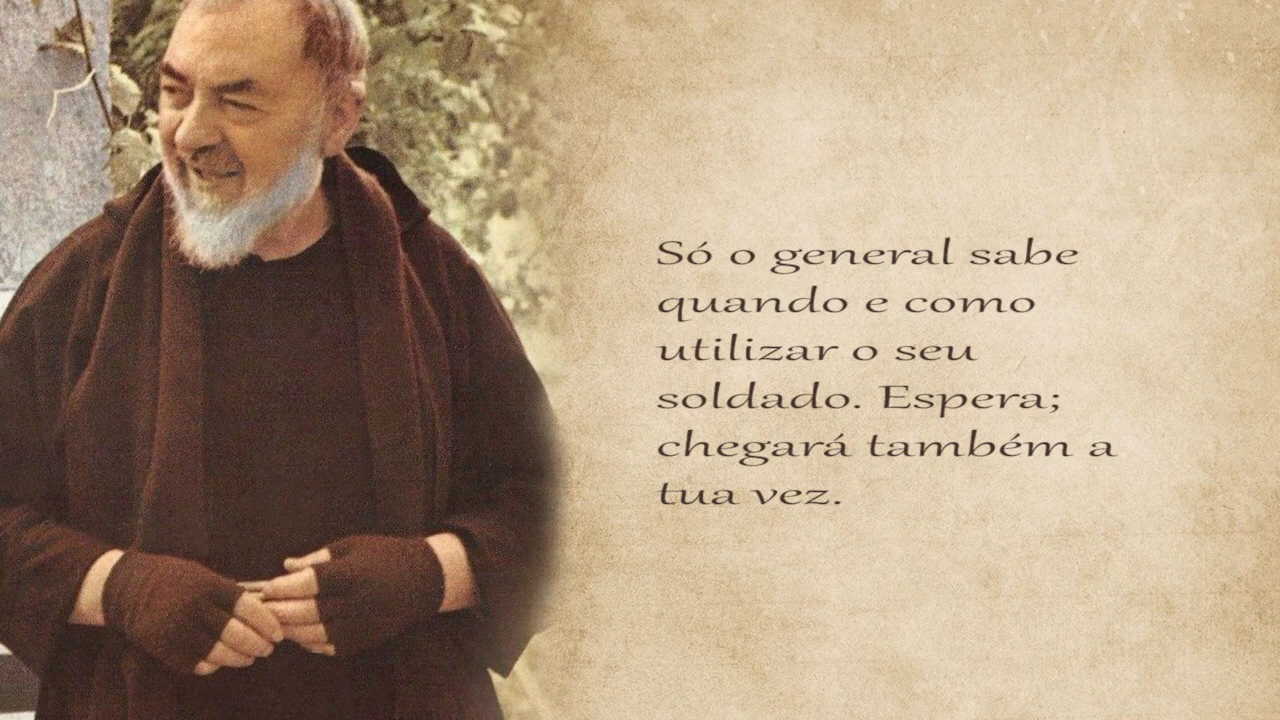 Só o general sabe
quando e como
utilizar o seu
soldado. Espera;
chegará também a
tua vez.